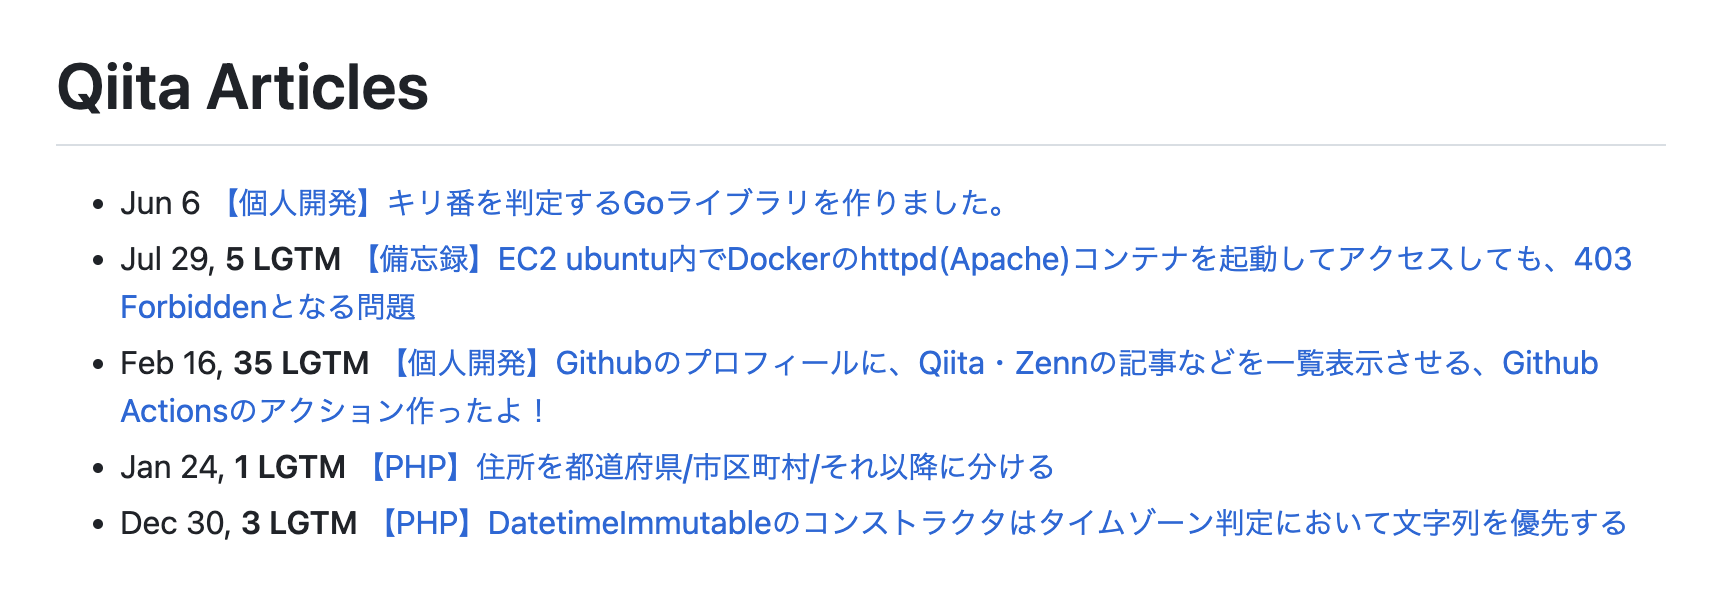 Qiita Articles
• Jun 6 【個人開発】キリ番を判定するGoライブラリを作りました。
• Jul 29, 5 LGTM 【備忘録】EC2 ubuntu内でDockerのhttpd(Apache)コンテナを起動してアクセスしても、403
Forbiddenとなる問題
• Feb 16, 35 LGTM 【個人開発】Githubのプロフィールに、Qiita・Zennの記事などを一覧表示させる、Github
Actionsのアクション作ったよ！
• Jan 24, 1 LGTM 【PHP】住所を都道府県/市区町村/それ以降に分ける
• Dec 30, 3 LGTM 【PHP】DatetimeImmutableのコンストラクタはタイムゾーン判定において文字列を優先する